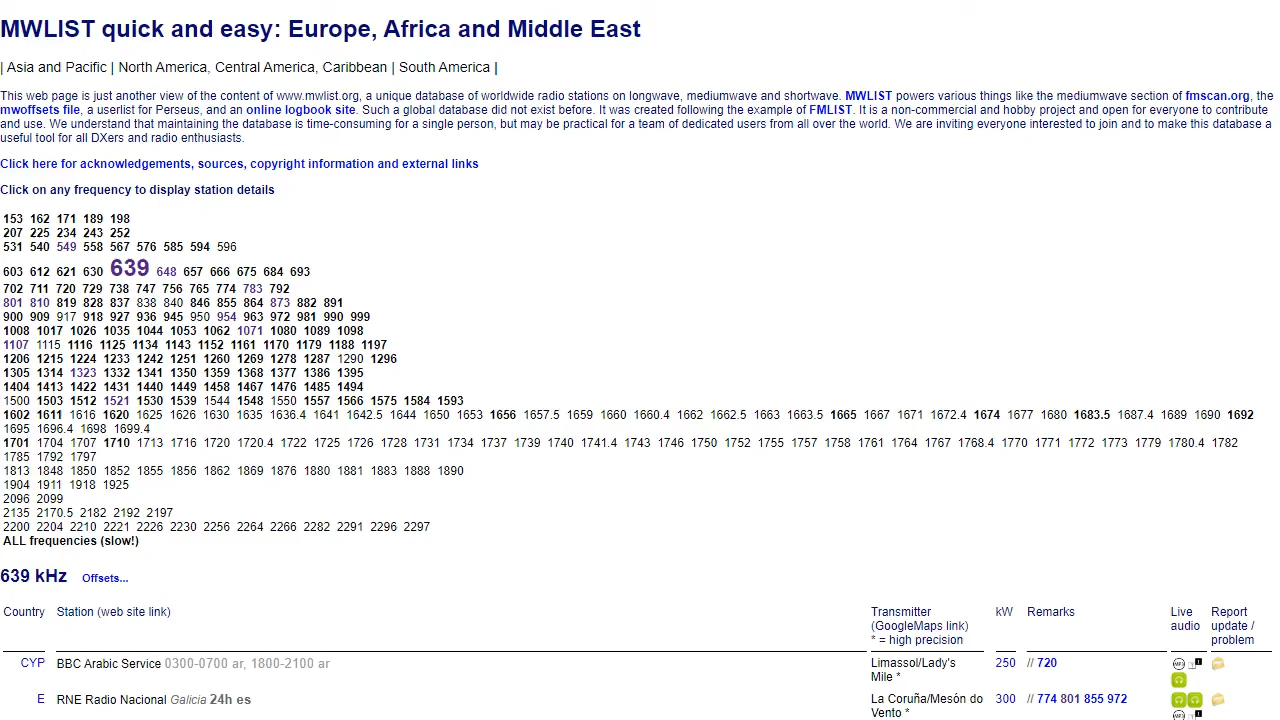 MWLIST quick and easy: Europe, Africa and Middle East
| Asia and Pacific | North America, Central America, Caribbean | South America |
This web page is just another view of the content of www.mwlist.org, a unique database of worldwide radio stations on longwave, mediumwave and shortwave. MWLIST powers various things like the mediumwave section of fmscan.org, the
mwoffsets file, a userlist for Perseus, and an online logbook site. Such a global database did not exist before. It was created following the example of FMLIST. It is a non-commercial and hobby project and open for everyone to contribute
and use. We understand that maintaining the database is time-consuming for a single person, but may be practical for a team of dedicated users from all over the world. We are inviting everyone interested to join and to make this database a
useful tool for all DXers and radio enthusiasts.
Click here for acknowledgements, sources, copyright information and external links
Click on any frequency to display station details
153 162 171 189 198
207 225 234 243 252
531 540 549 558 567 576 585 594 596
603 612 621 630 639 648 657 666 675 684 693
702 711 720 729 738 747 756 765 774 783 792
801 810 819 828 837 838 840 846 855 864 873 882 891
900 909 917 918 927 936 945 950 954 963 972 981 990 999
1008 1017 1026 1035 1044 1053 1062 1071 1080 1089 1098
1107 1115 1116 1125 1134 1143 1152 1161 1170 1179 1188 1197
1206 1215 1224 1233 1242 1251 1260 1269 1278 1287 1290 1296
1305 1314 1323 1332 1341 1350 1359 1368 1377 1386 1395
1404 1413 1422 1431 1440 1449 1458 1467 1476 1485 1494
1500 1503 1512 1521 1530 1539 1544 1548 1550 1557 1566 1575 1584 1593
1602 1611 1616 1620 1625 1626 1630 1635 1636.4 1641 1642.5 1644 1650 1653 1656 1657.5 1659 1660 1660.4 1662 1662.5 1663 1663.5 1665 1667 1671 1672.4 1674 1677 1680 1683.5 1687.4 1689 1690 1692
1695 1696.4 1698 1699.4
1701 1704 1707 1710 1713 1716 1720 1720.4 1722 1725 1726 1728 1731 1734 1737 1739 1740 1741.4 1743 1746 1750 1752 1755 1757 1758 1761 1764 1767 1768.4 1770 1771 1772 1773 1779 1780.4 1782
1785 1792 1797
1813 1848 1850 1852 1855 1856 1862 1869 1876 1880 1881 1883 1888 1890
1904 1911 1918 1925
2096 2099
2135 2170.5 2182 2192 2197
2200 2204 2210 2221 2226 2230 2256 2264 2266 2282 2291 2296 2297
ALL frequencies (slow!)
639 kHz Offsets...
Country Station (web site link) Transmitter kW Remarks Live Report
(GoogleMaps link) audio update /
* = high precision problem
CYP BBC Arabic Service 0300-0700 ar, 1800-2100 ar Limassol/Lady's 250 // 720
Mile *
E RNE Radio Nacional Galicia 24h es La Coruña/Mesón do 300 // 774 801 855 972
Vento *